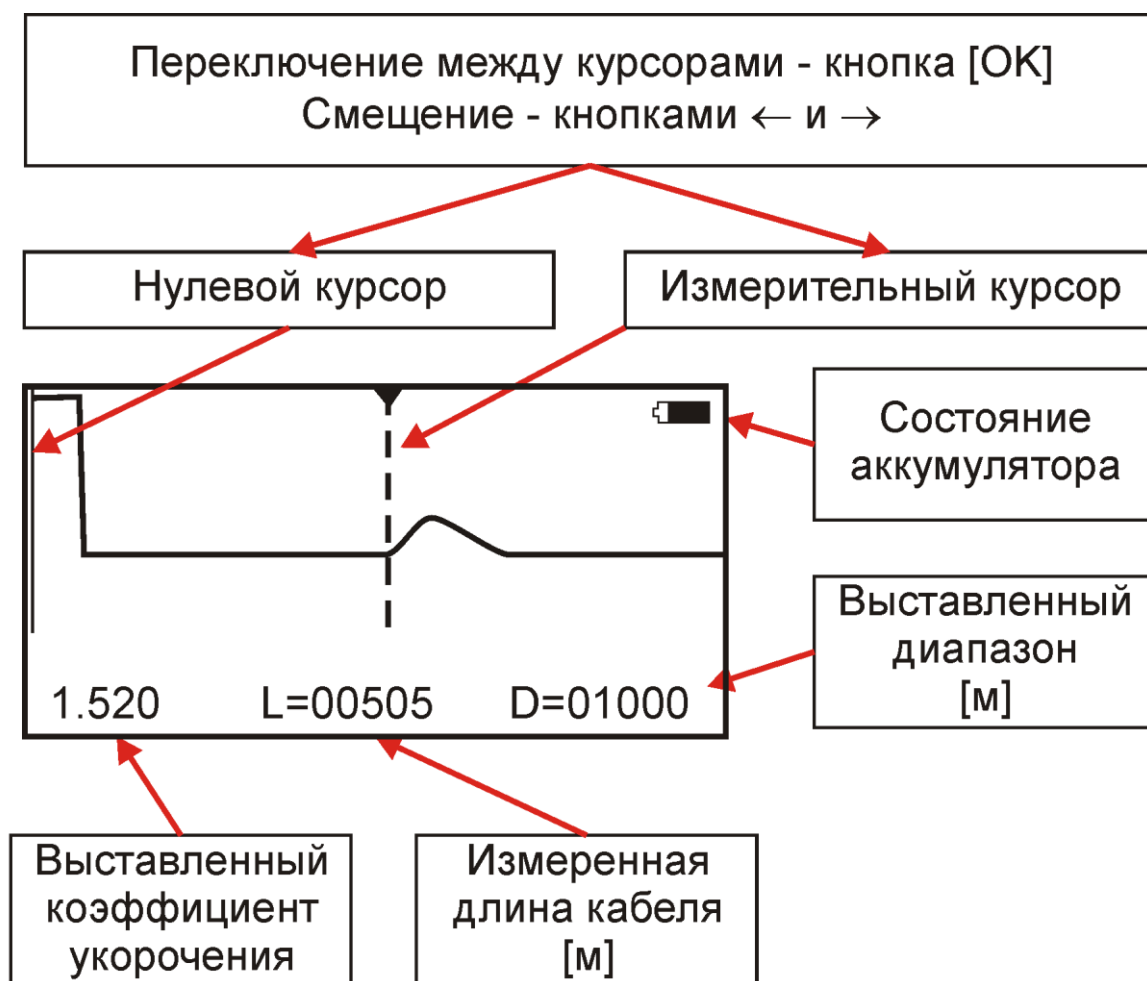 Переключение между курсорами - кнопка [OK]
Смещение - кнопками ← и →
Нулевой курсор
Измерительный курсор
Состояние
аккумулятора
Выставленный
диапазон
[м]
1.520 L=00505 D=01000
Выставленный
коэффициент
укорочения
Измеренная
длина кабеля
[м]